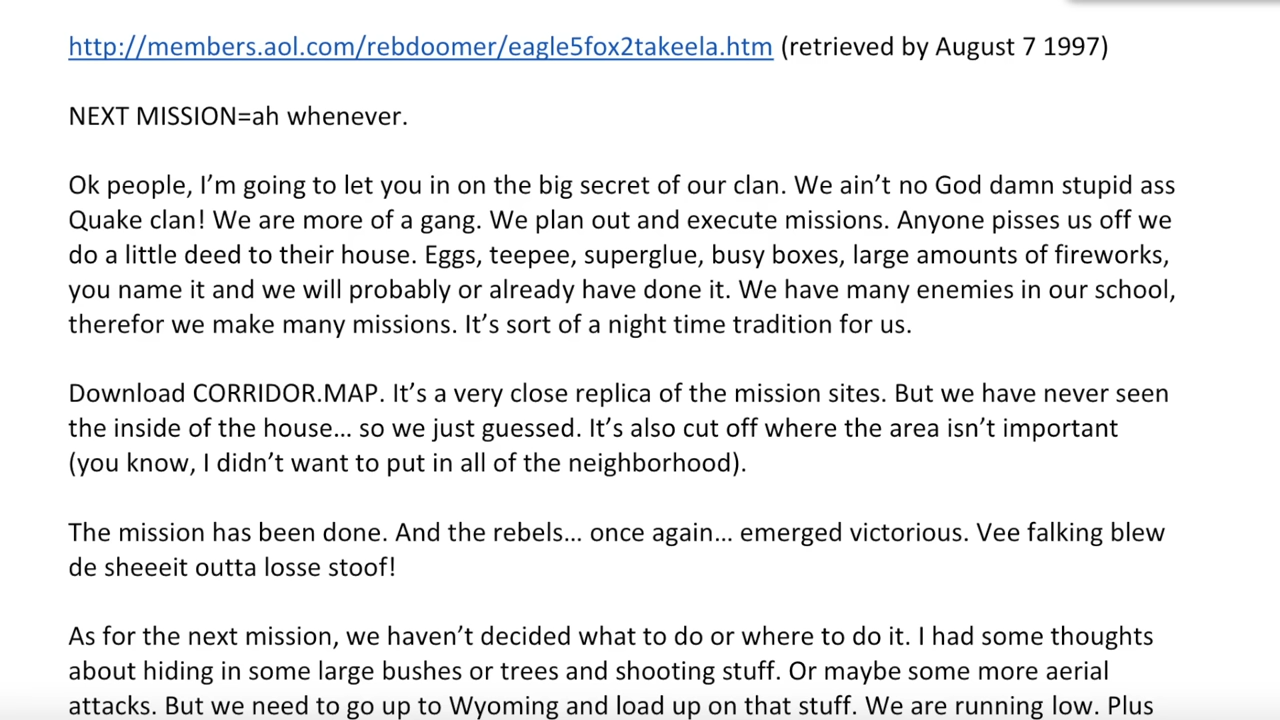 http://members.aol.com/rebdoomer/eagle5fox2takeela.htm (retrieved by August 7 1997)
NEXT MISSION=ah whenever.
Ok people, I’m going to let you in on the big secret of our clan. We ain’t no God damn stupid ass
Quake clan! We are more of a gang. We plan out and execute missions. Anyone pisses us off we
do a little deed to their house. Eggs, teepee, superglue, busy boxes, large amounts of fireworks,
you name it and we will probably or already have done it. We have many enemies in our school,
therefor we make many missions. It’s sort of a night time tradition for us.
Download CORRIDOR.MAP. It’s a very close replica of the mission sites. But we have never seen
the inside of the house… so we just guessed. It’s also cut off where the area isn’t important
(you know, I didn’t want to put in all of the neighborhood).
The mission has been done. And the rebels… once again… emerged victorious. Vee falking blew
de sheeeit outta losse stoof!
As for the next mission, we haven’t decided what to do or where to do it. I had some thoughts
about hiding in some large bushes or trees and shooting stuff. Or maybe some more aerial
attacks. But we need to go up to Wyoming and load up on that stuff. We are running low. Plus